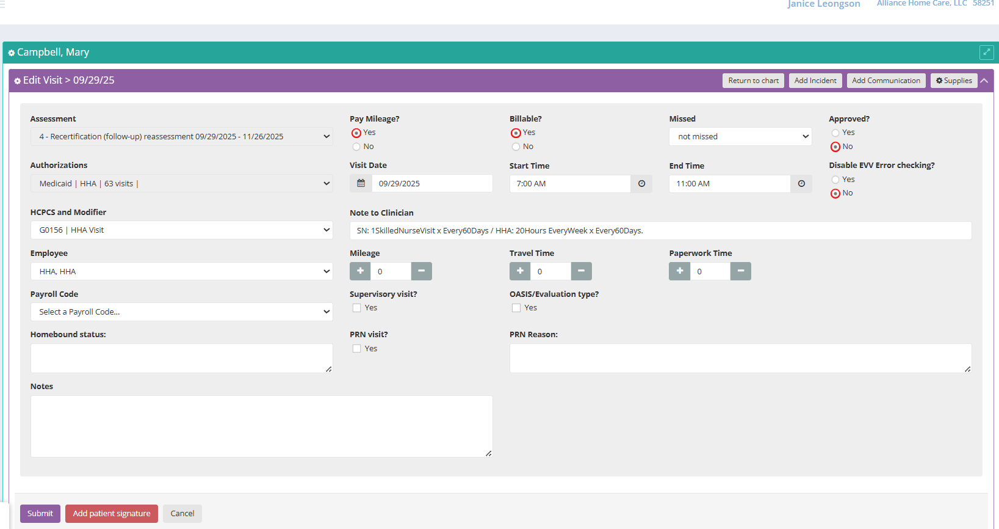 Janice Leongson Alliance Home Care, LLC 58251
Campbell, Mary
Edit Visit > 09/29/25 Return to chart Add Incident Add Communication Supplies
Assessment Pay Mileage? Billable? Missed Approved?
4 - Recertification (follow-up) reassessment 09/29/2025 - 11/26/2025 Yes Yes not missed Yes
No No No
Authorizations Visit Date Start Time End Time Disable EVV Error checking?
Medicaid | HHA | 63 visits | 09/29/2025 7:00 AM 11:00 AM Yes
No
HCPCS and Modifier Note to Clinician
G0156 | HHA Visit SN: 1SkilledNurseVisit x Every60Days / HHA: 20Hours EveryWeek x Every60Days.
Employee Mileage Travel Time Paperwork Time
HHA, HHA + 0 - + 0 - + 0 -
Payroll Code Supervisory visit? OASIS/Evaluation type?
Select a Payroll Code... Yes Yes
Homebound status: PRN visit? PRN Reason:
Yes
Notes
Submit Add patient signature Cancel